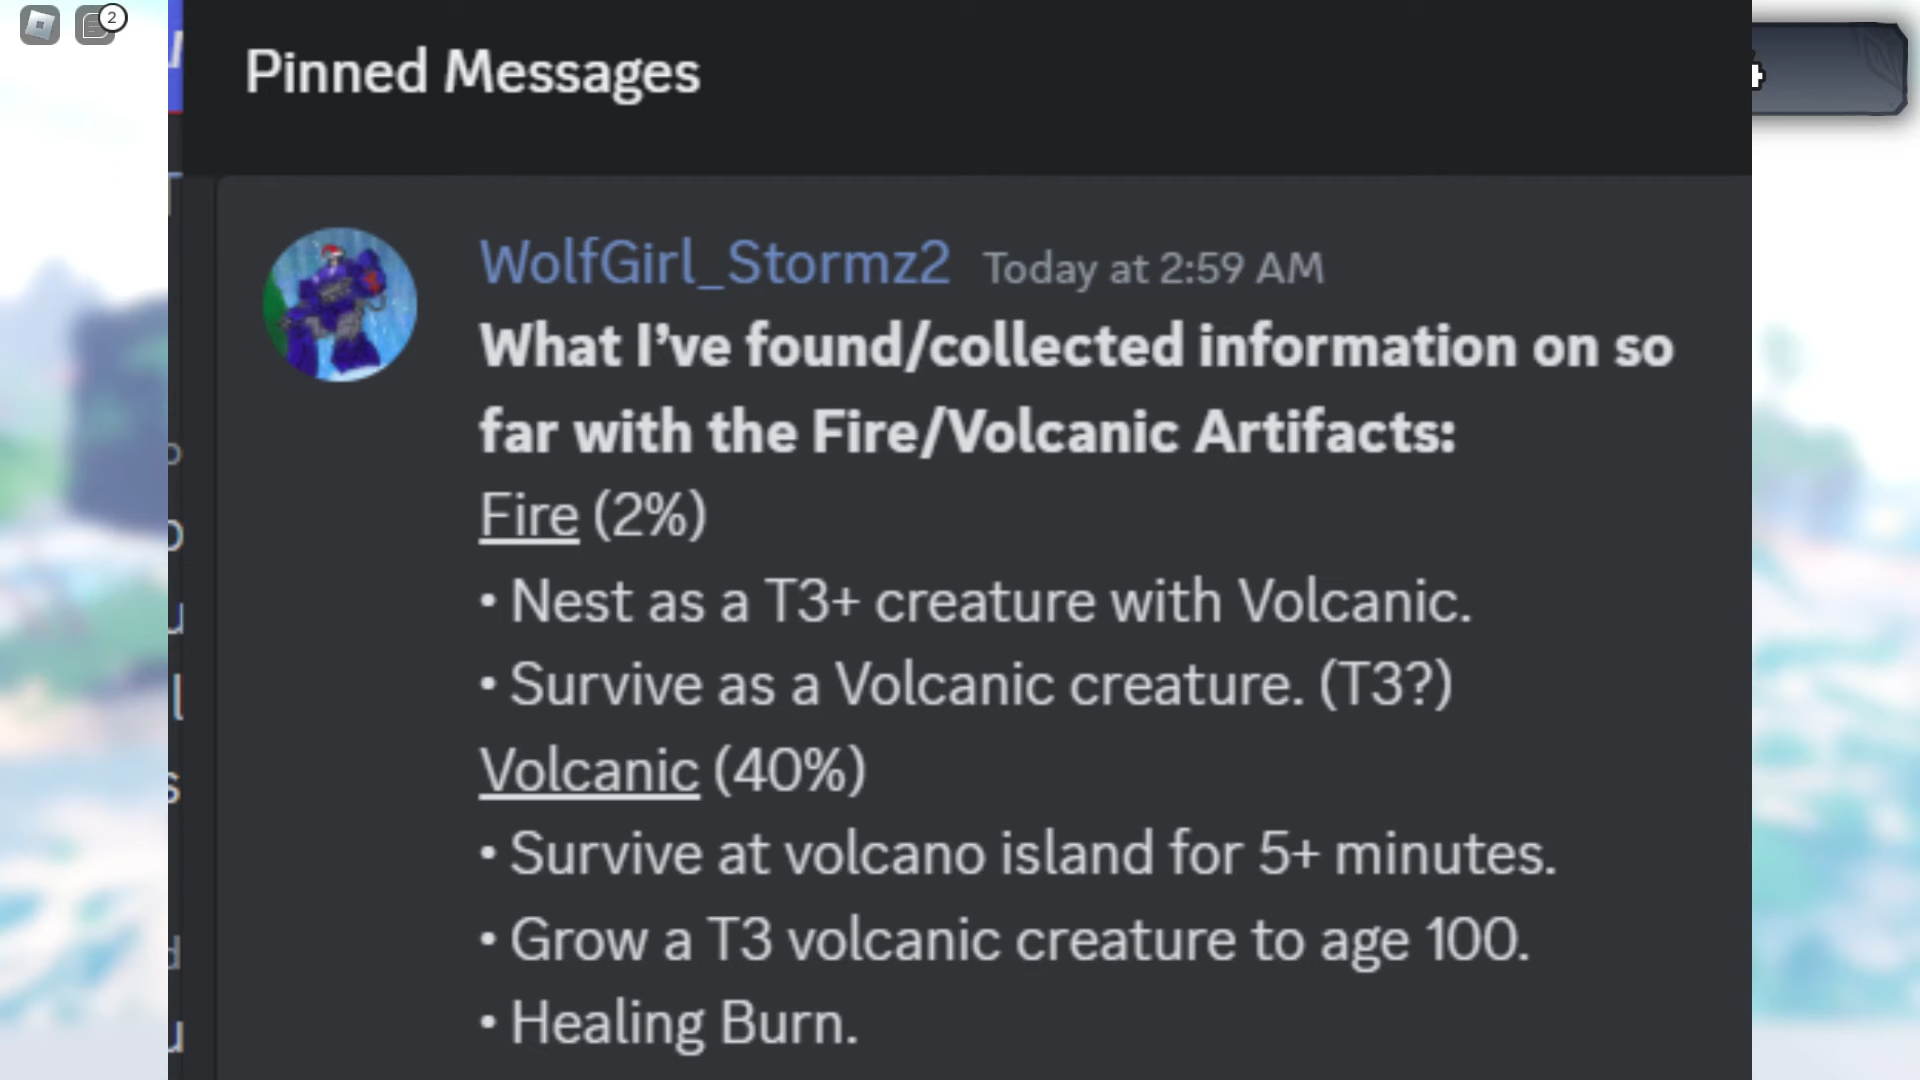 2
Pinned Messages
WolfGirl_Stormz2 Today at 2:59 AM
What I’ve found/collected information on so
far with the Fire/Volcanic Artifacts:
Fire (2%)
• Nest as a T3+ creature with Volcanic.
• Survive as a Volcanic creature. (T3?)
Volcanic (40%)
• Survive at volcano island for 5+ minutes.
• Grow a T3 volcanic creature to age 100.
• Healing Burn.